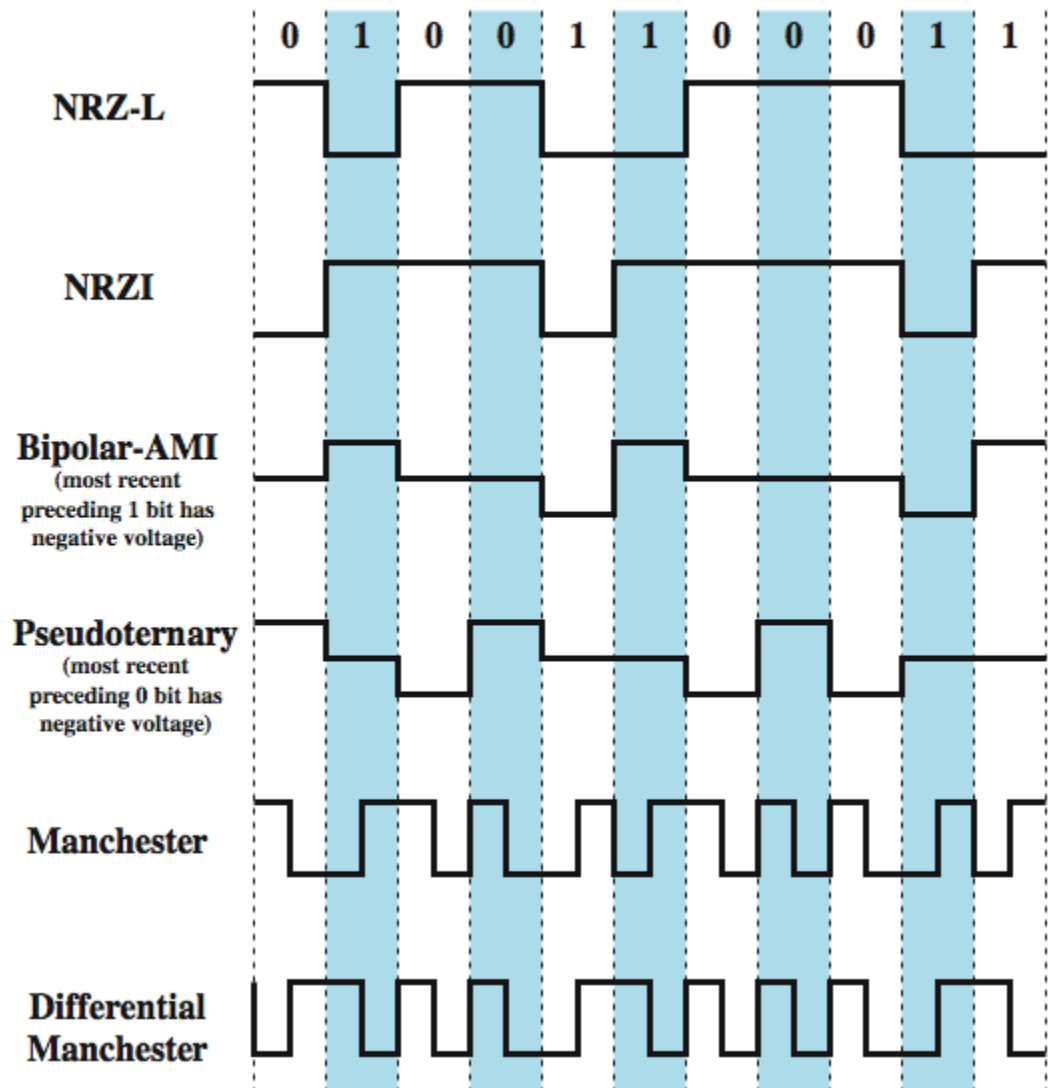 0 1 0 0 1 1 0 0 0 1 1
NRZ-L
NRZI
Bipolar-AMI
(most recent
preceding 1 bit has
negative voltage)
Pseudoternary
(most recent
preceding 0 bit has
negative voltage)
Manchester
Differential
Manchester